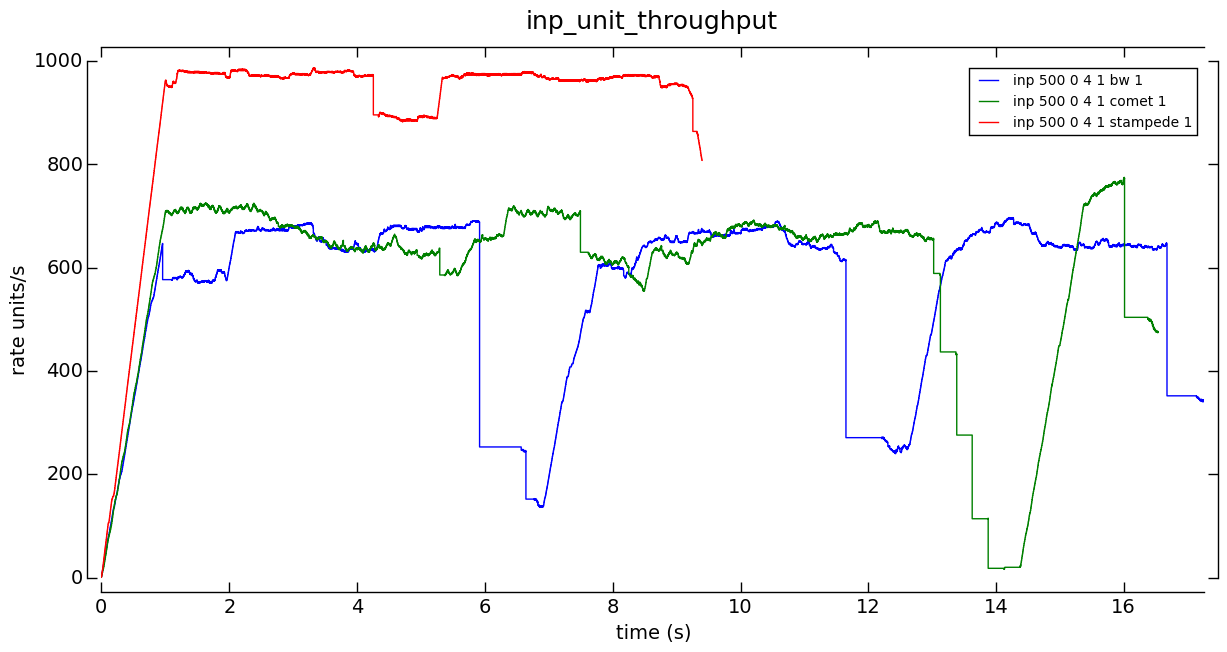 inp_unit_throughput
1000
800
600
400
200
0
rate units/s
inp 500 0 4 1 bw 1
inp 500 0 4 1 comet 1
inp 500 0 4 1 stampede 1
0 2 4 6 8 10 12 14 16
time (s)